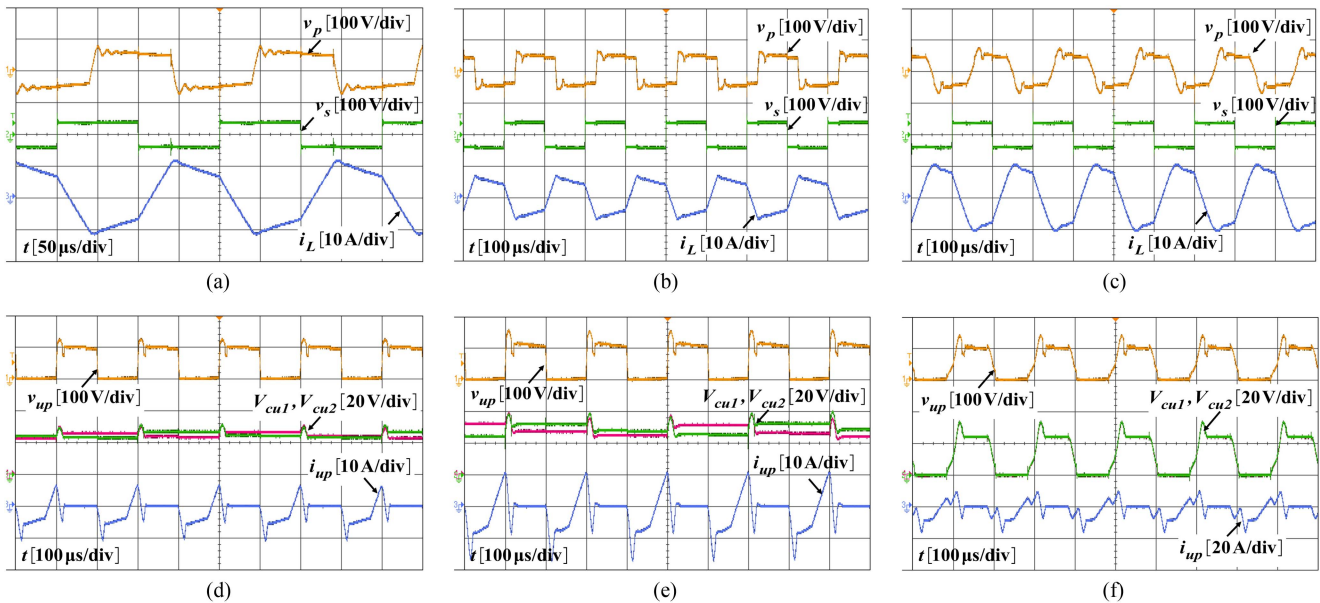 v_p [100 V/div]
v_s [100 V/div]
i_L [10 A/div]
t [50 μs/div]
(a)
v_p [100 V/div]
v_s [100 V/div]
i_L [10 A/div]
t [100 μs/div]
(b)
v_p [100 V/div]
v_s [100 V/div]
i_L [10 A/div]
t [100 μs/div]
(c)
v_up [100 V/div]
V_cu1, V_cu2 [20 V/div]
i_up [10 A/div]
t [100 μs/div]
(d)
v_up [100 V/div]
V_cu1, V_cu2 [20 V/div]
i_up [10 A/div]
t [100 μs/div]
(e)
v_up [100 V/div]
V_cu1, V_cu2 [20 V/div]
i_up [20 A/div]
t [100 μs/div]
(f)